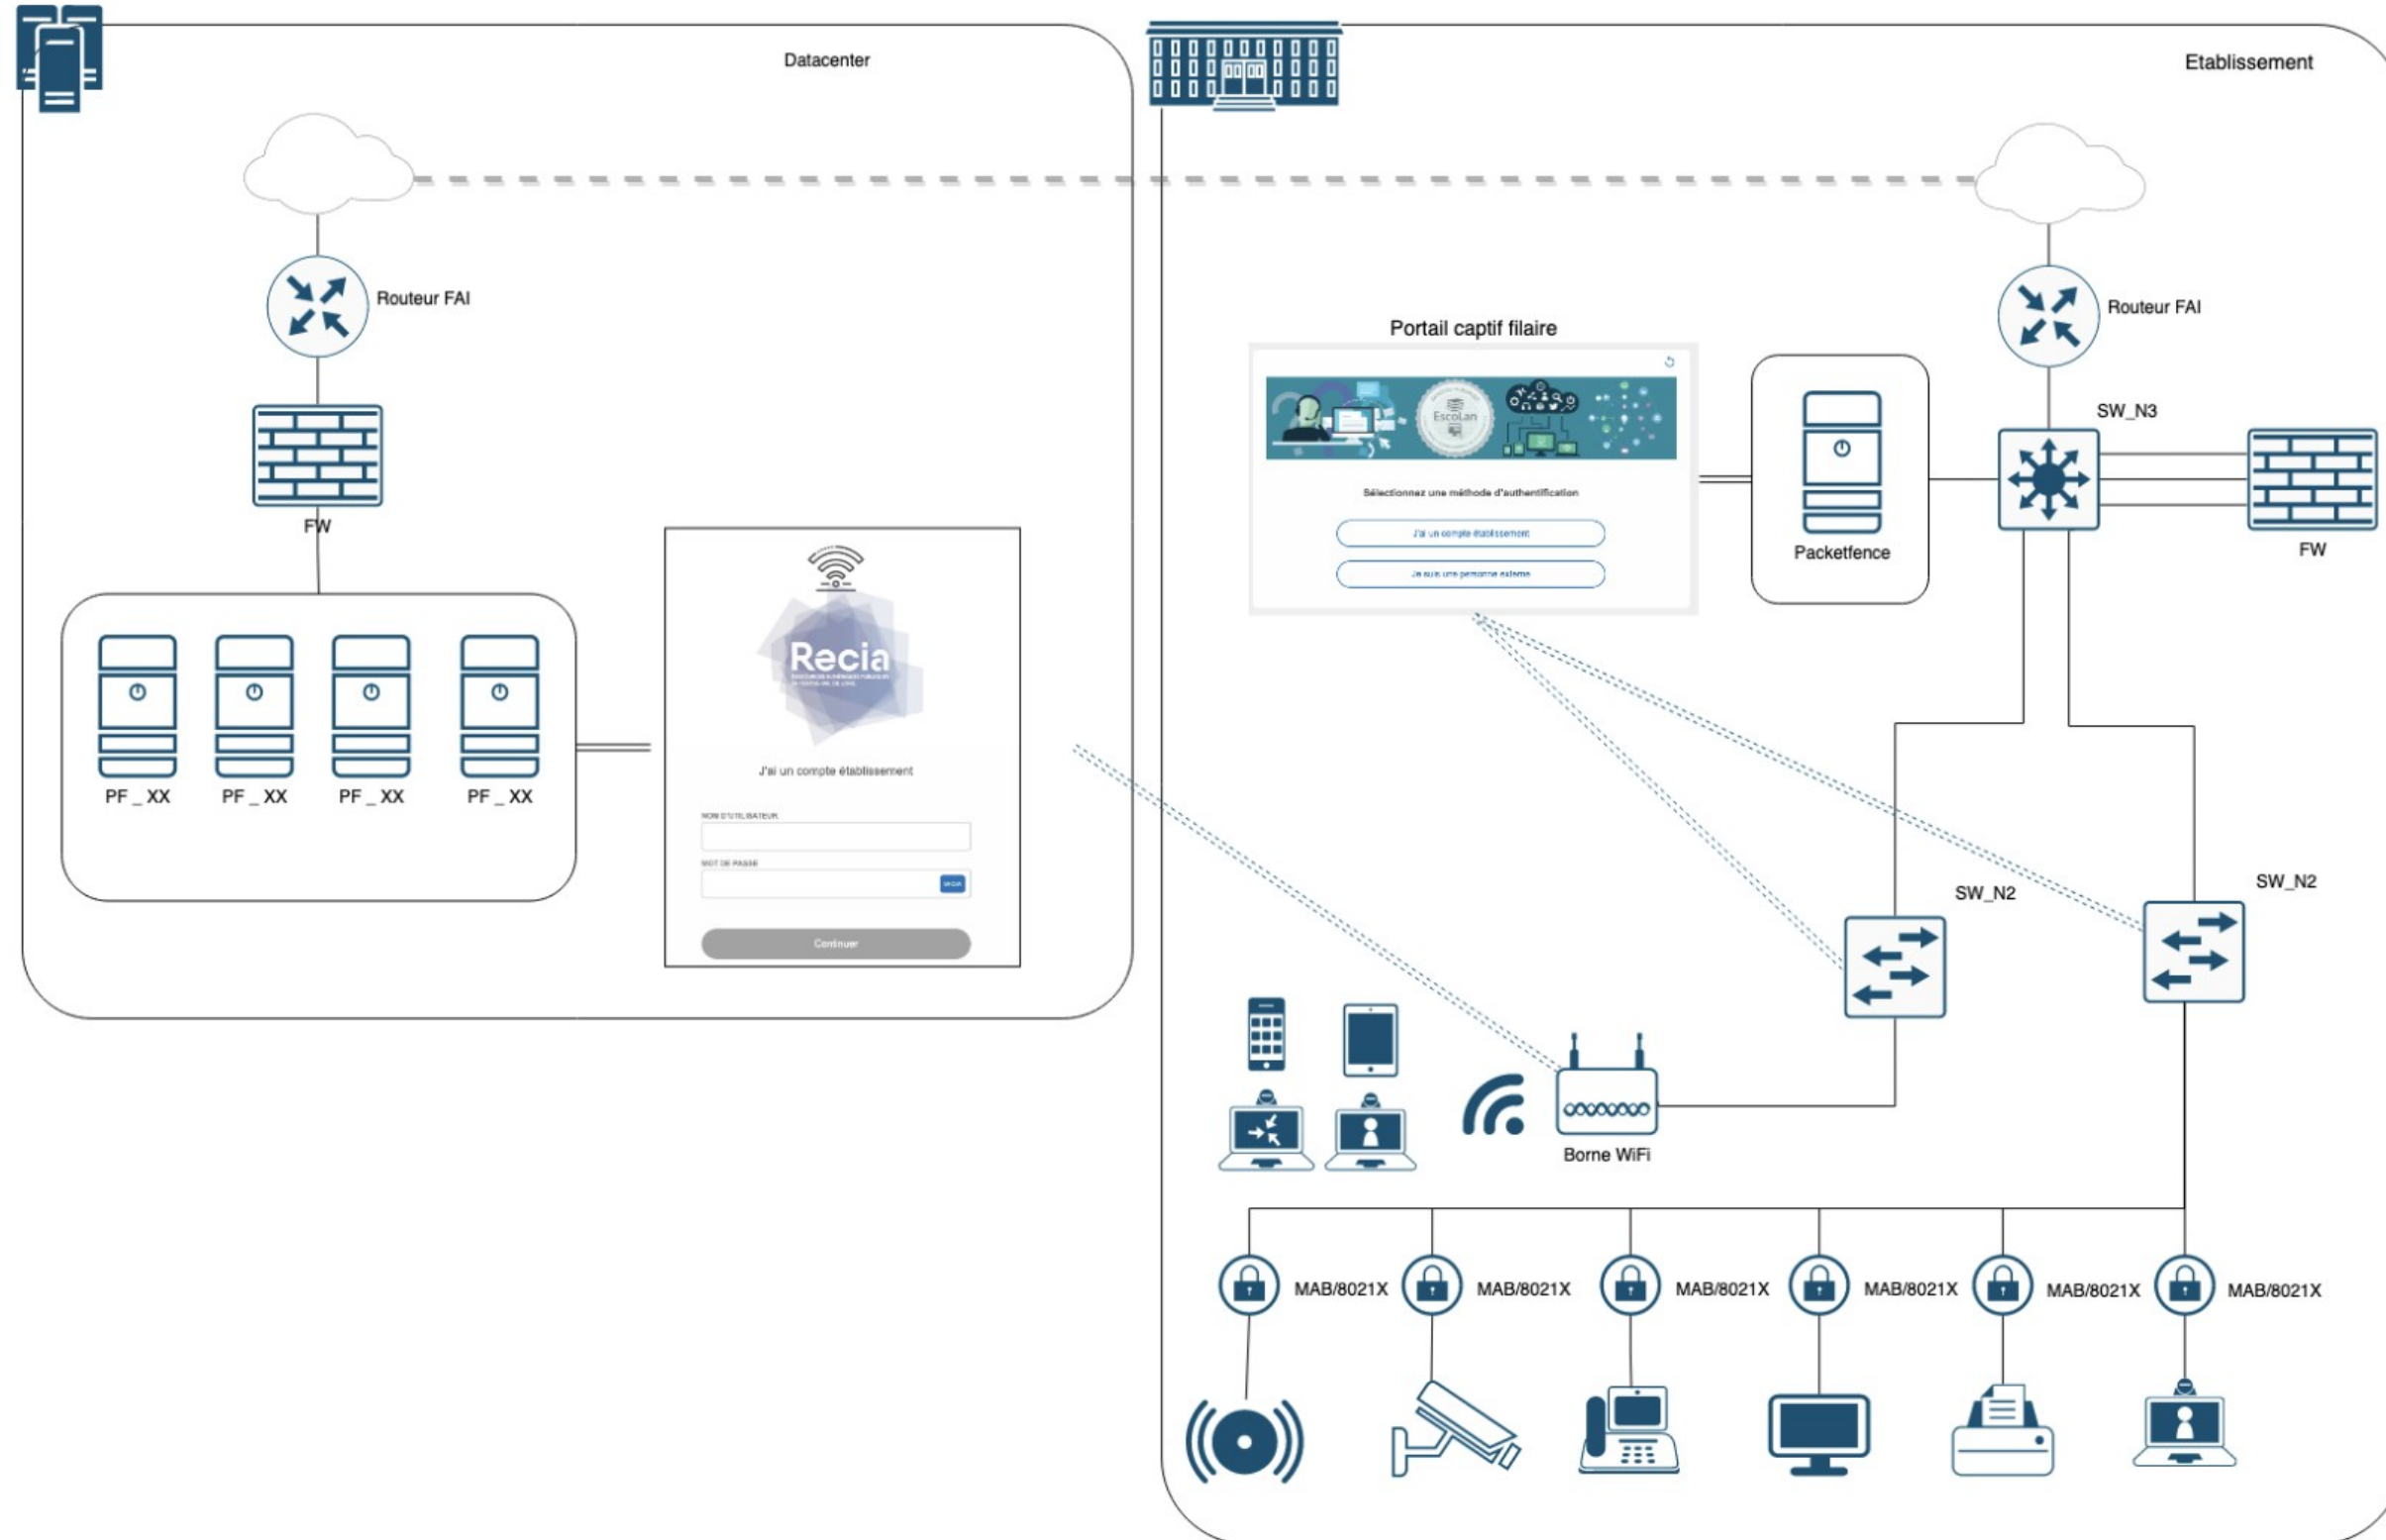 Datacenter
Etablissement
Routeur FAI
Routeur FAI
Portail captif filaire
EscoLan
Sélectionnez une méthode d'authentification
J'ai un compte établissement
Je suis une personne externe
Packetfence
SW_N3
FW
FW
Recia
J'ai un compte établissement
NOM D'UTILISATEUR
MOT DE PASSE
Continuer
PF _ XX
PF _ XX
PF _ XX
PF _ XX
SW_N2
SW_N2
Borne WiFi
MAB/8021X
MAB/8021X
MAB/8021X
MAB/8021X
MAB/8021X
MAB/8021X